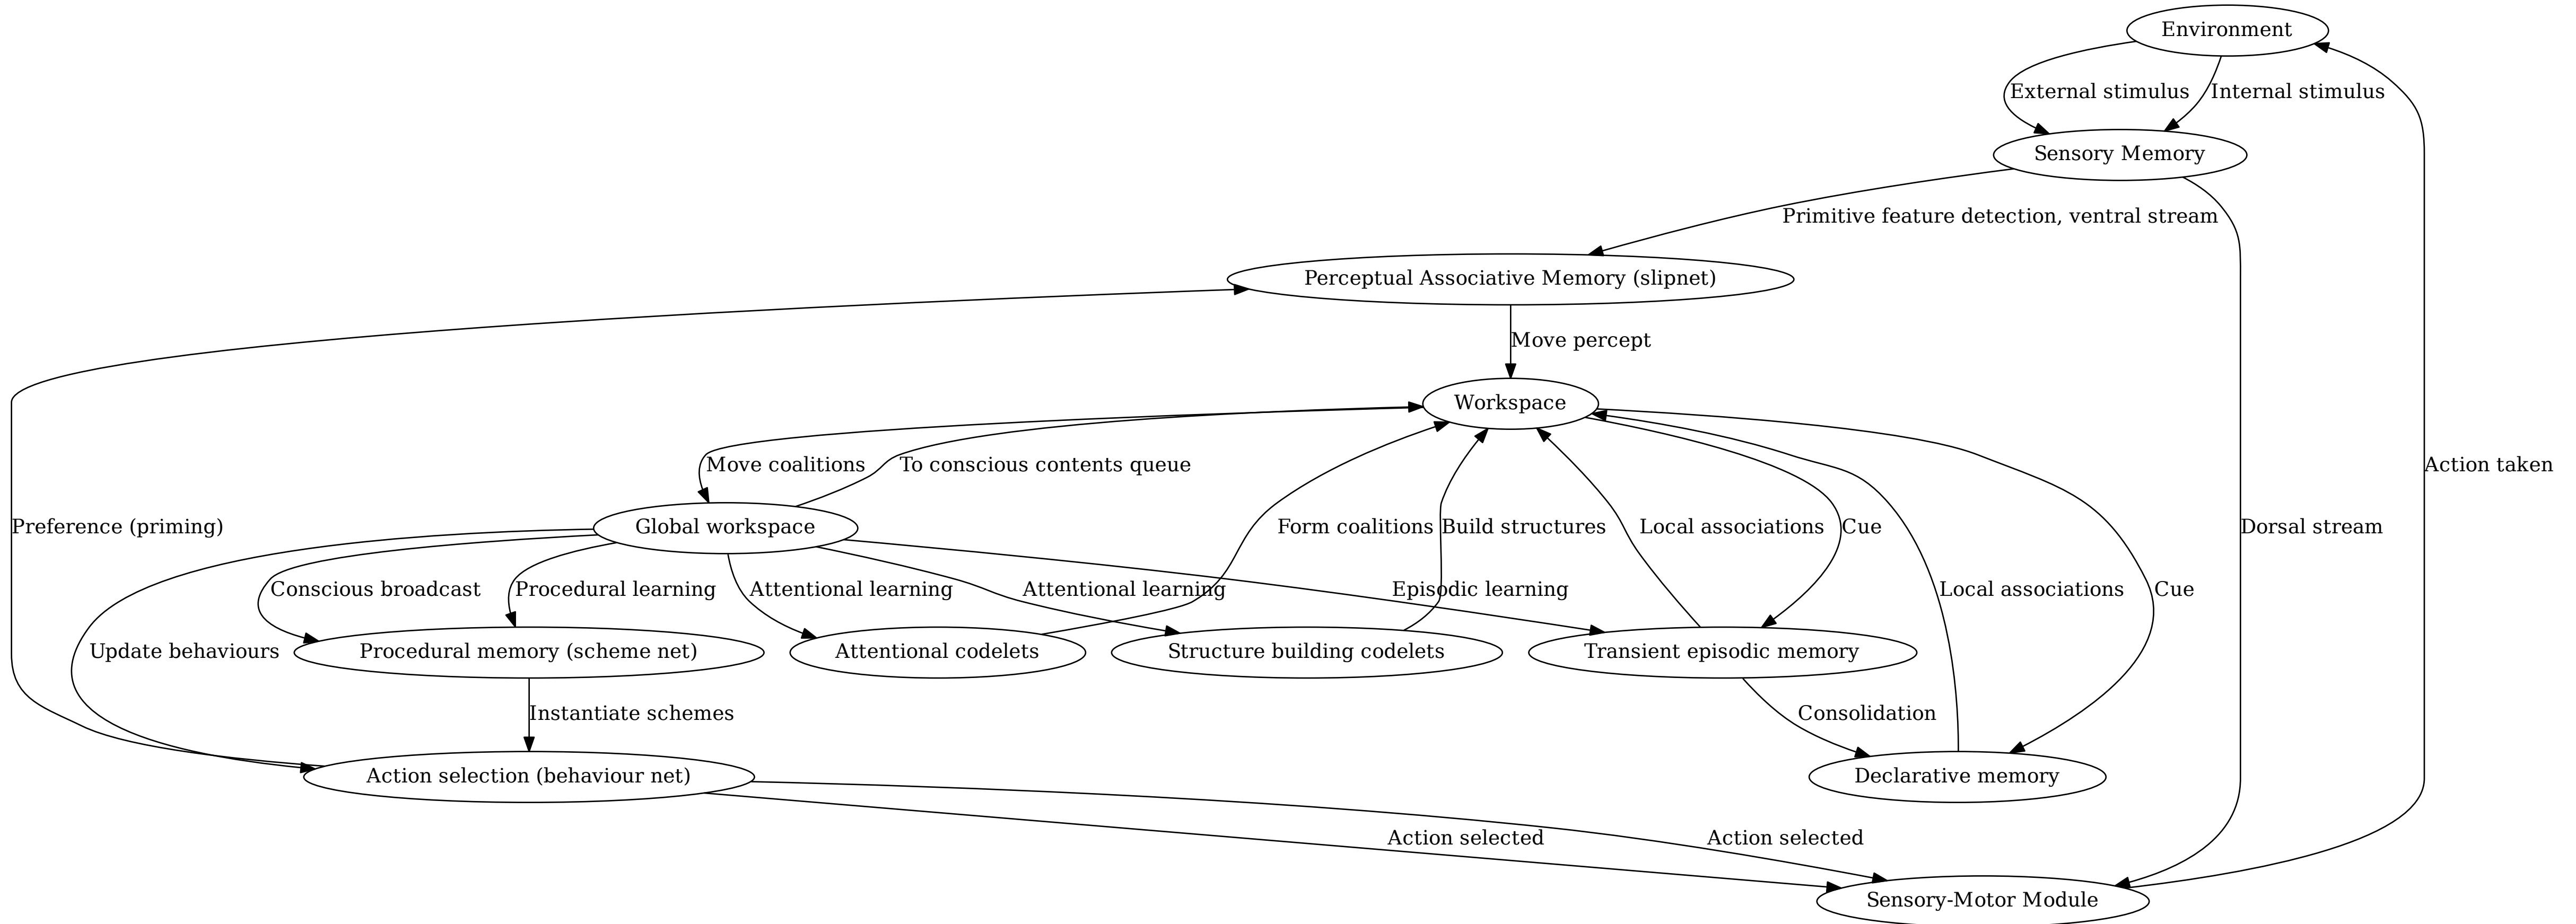 Environment
External stimulus
Internal stimulus
Sensory Memory
Primitive feature detection, ventral stream
Perceptual Associative Memory (slipnet)
Move percept
Workspace
Move coalitions
To conscious contents queue
Action taken
Global workspace
Preference (priming)
Form coalitions
Build structures
Local associations
Cue
Dorsal stream
Conscious broadcast
Procedural learning
Attentional learning
Attentional learning
Episodic learning
Local associations
Cue
Update behaviours
Procedural memory (scheme net)
Attentional codelets
Structure building codelets
Transient episodic memory
Instantiate schemes
Consolidation
Action selection (behaviour net)
Declarative memory
Action selected
Action selected
Sensory-Motor Module